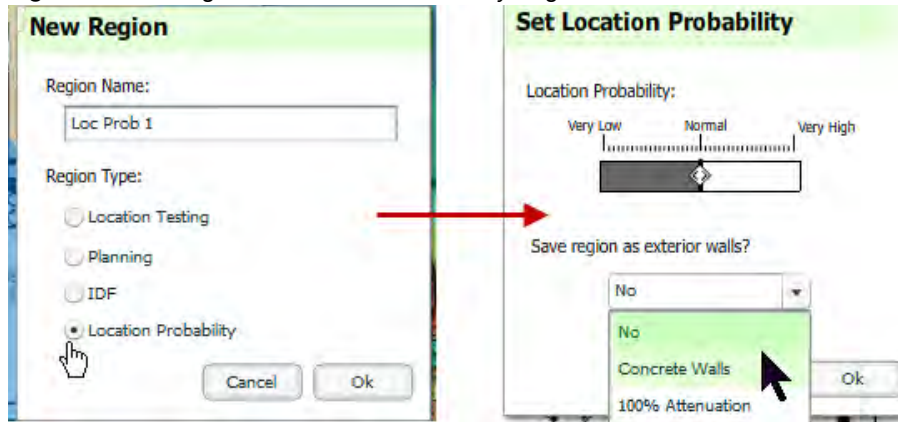 New Region
Region Name:
Loc Prob 1
Region Type:
Location Testing
Planning
IDF
Location Probability
Cancel
Ok
Set Location Probability
Location Probability:
Very Low Normal Very High
Save region as exterior walls?
No
No
Concrete Walls
100% Attenuation
Ok